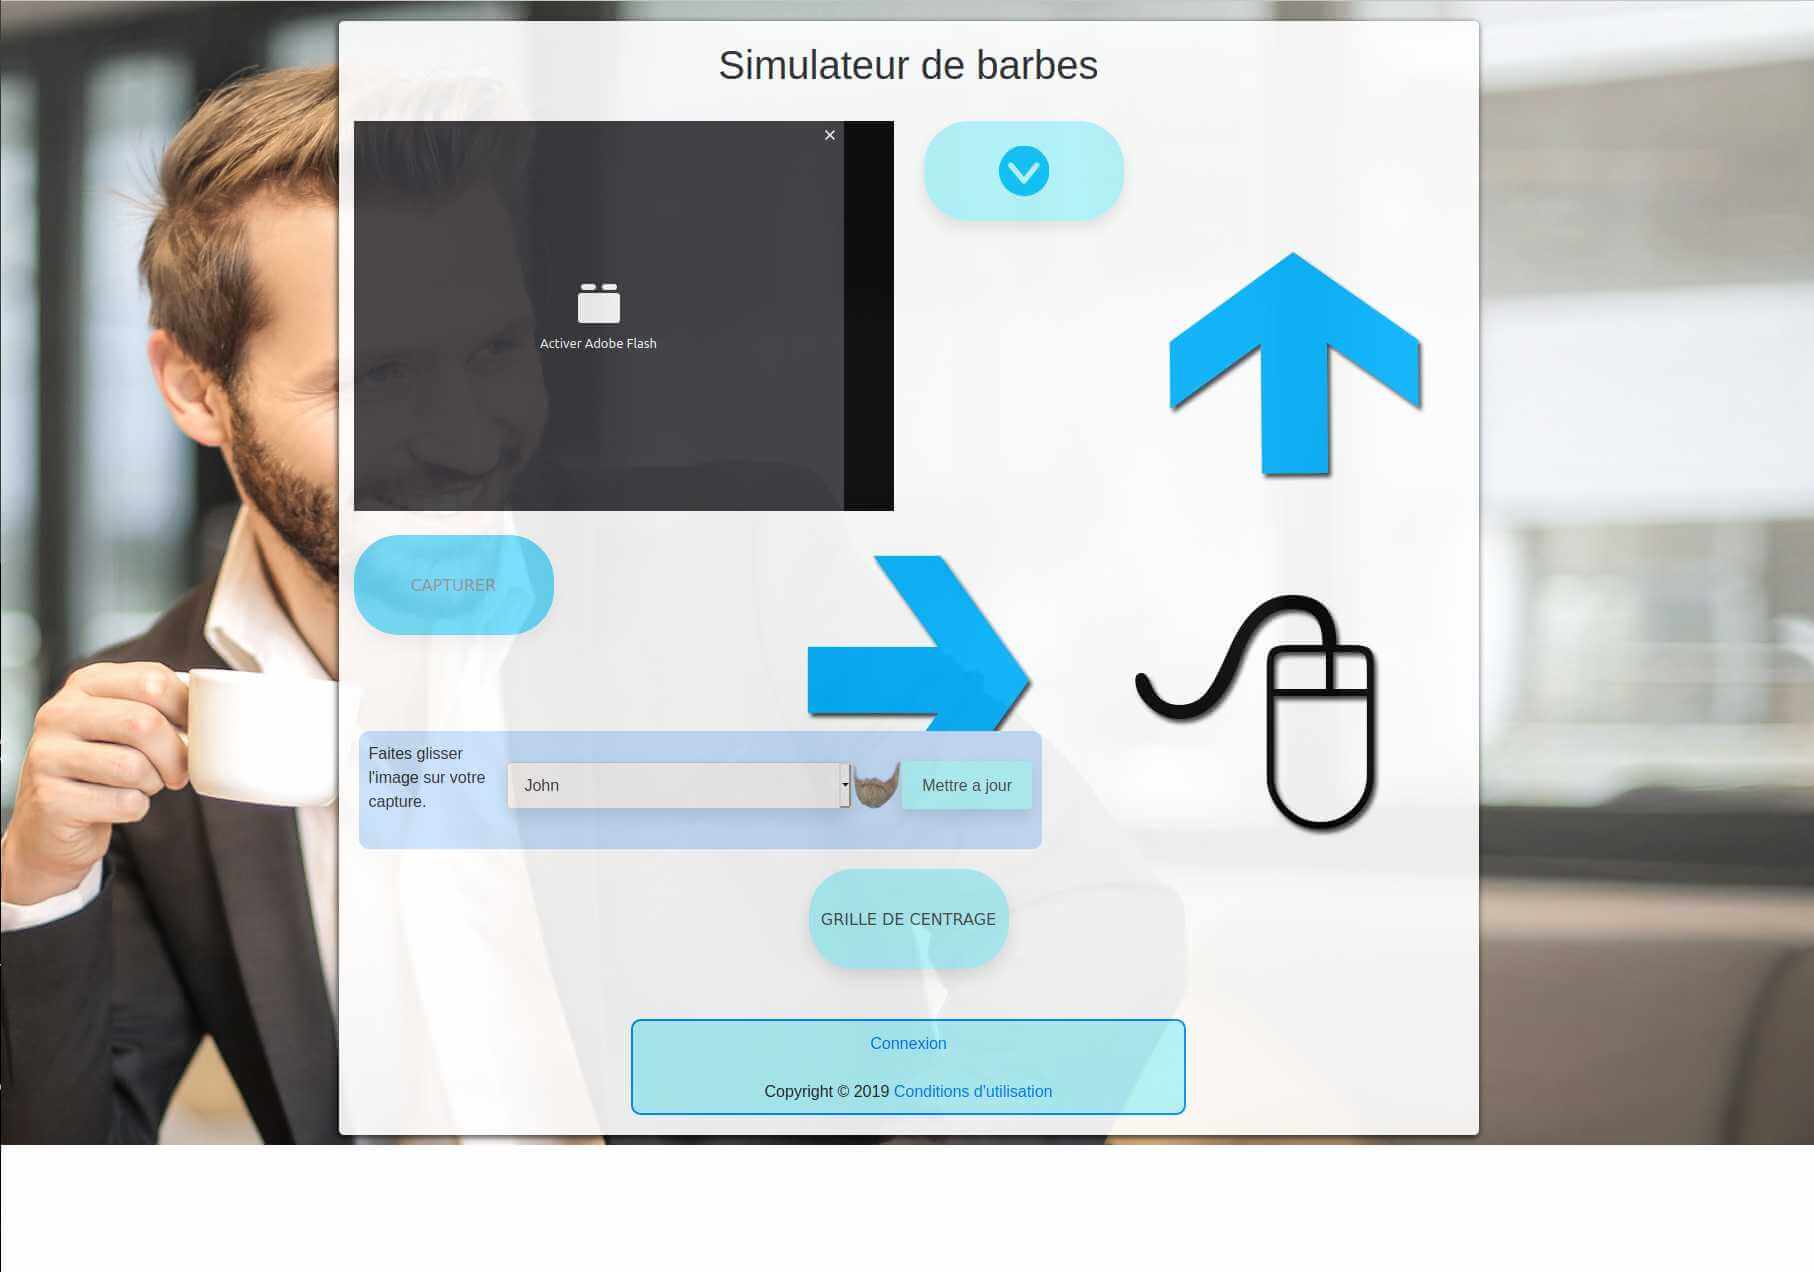 Simulateur de barbes
Activer Adobe Flash
CAPTURER
Faites glisser
l'image sur votre
capture.
John
Mettre a jour
GRILLE DE CENTRAGE
Connexion
Copyright © 2019 Conditions d'utilisation